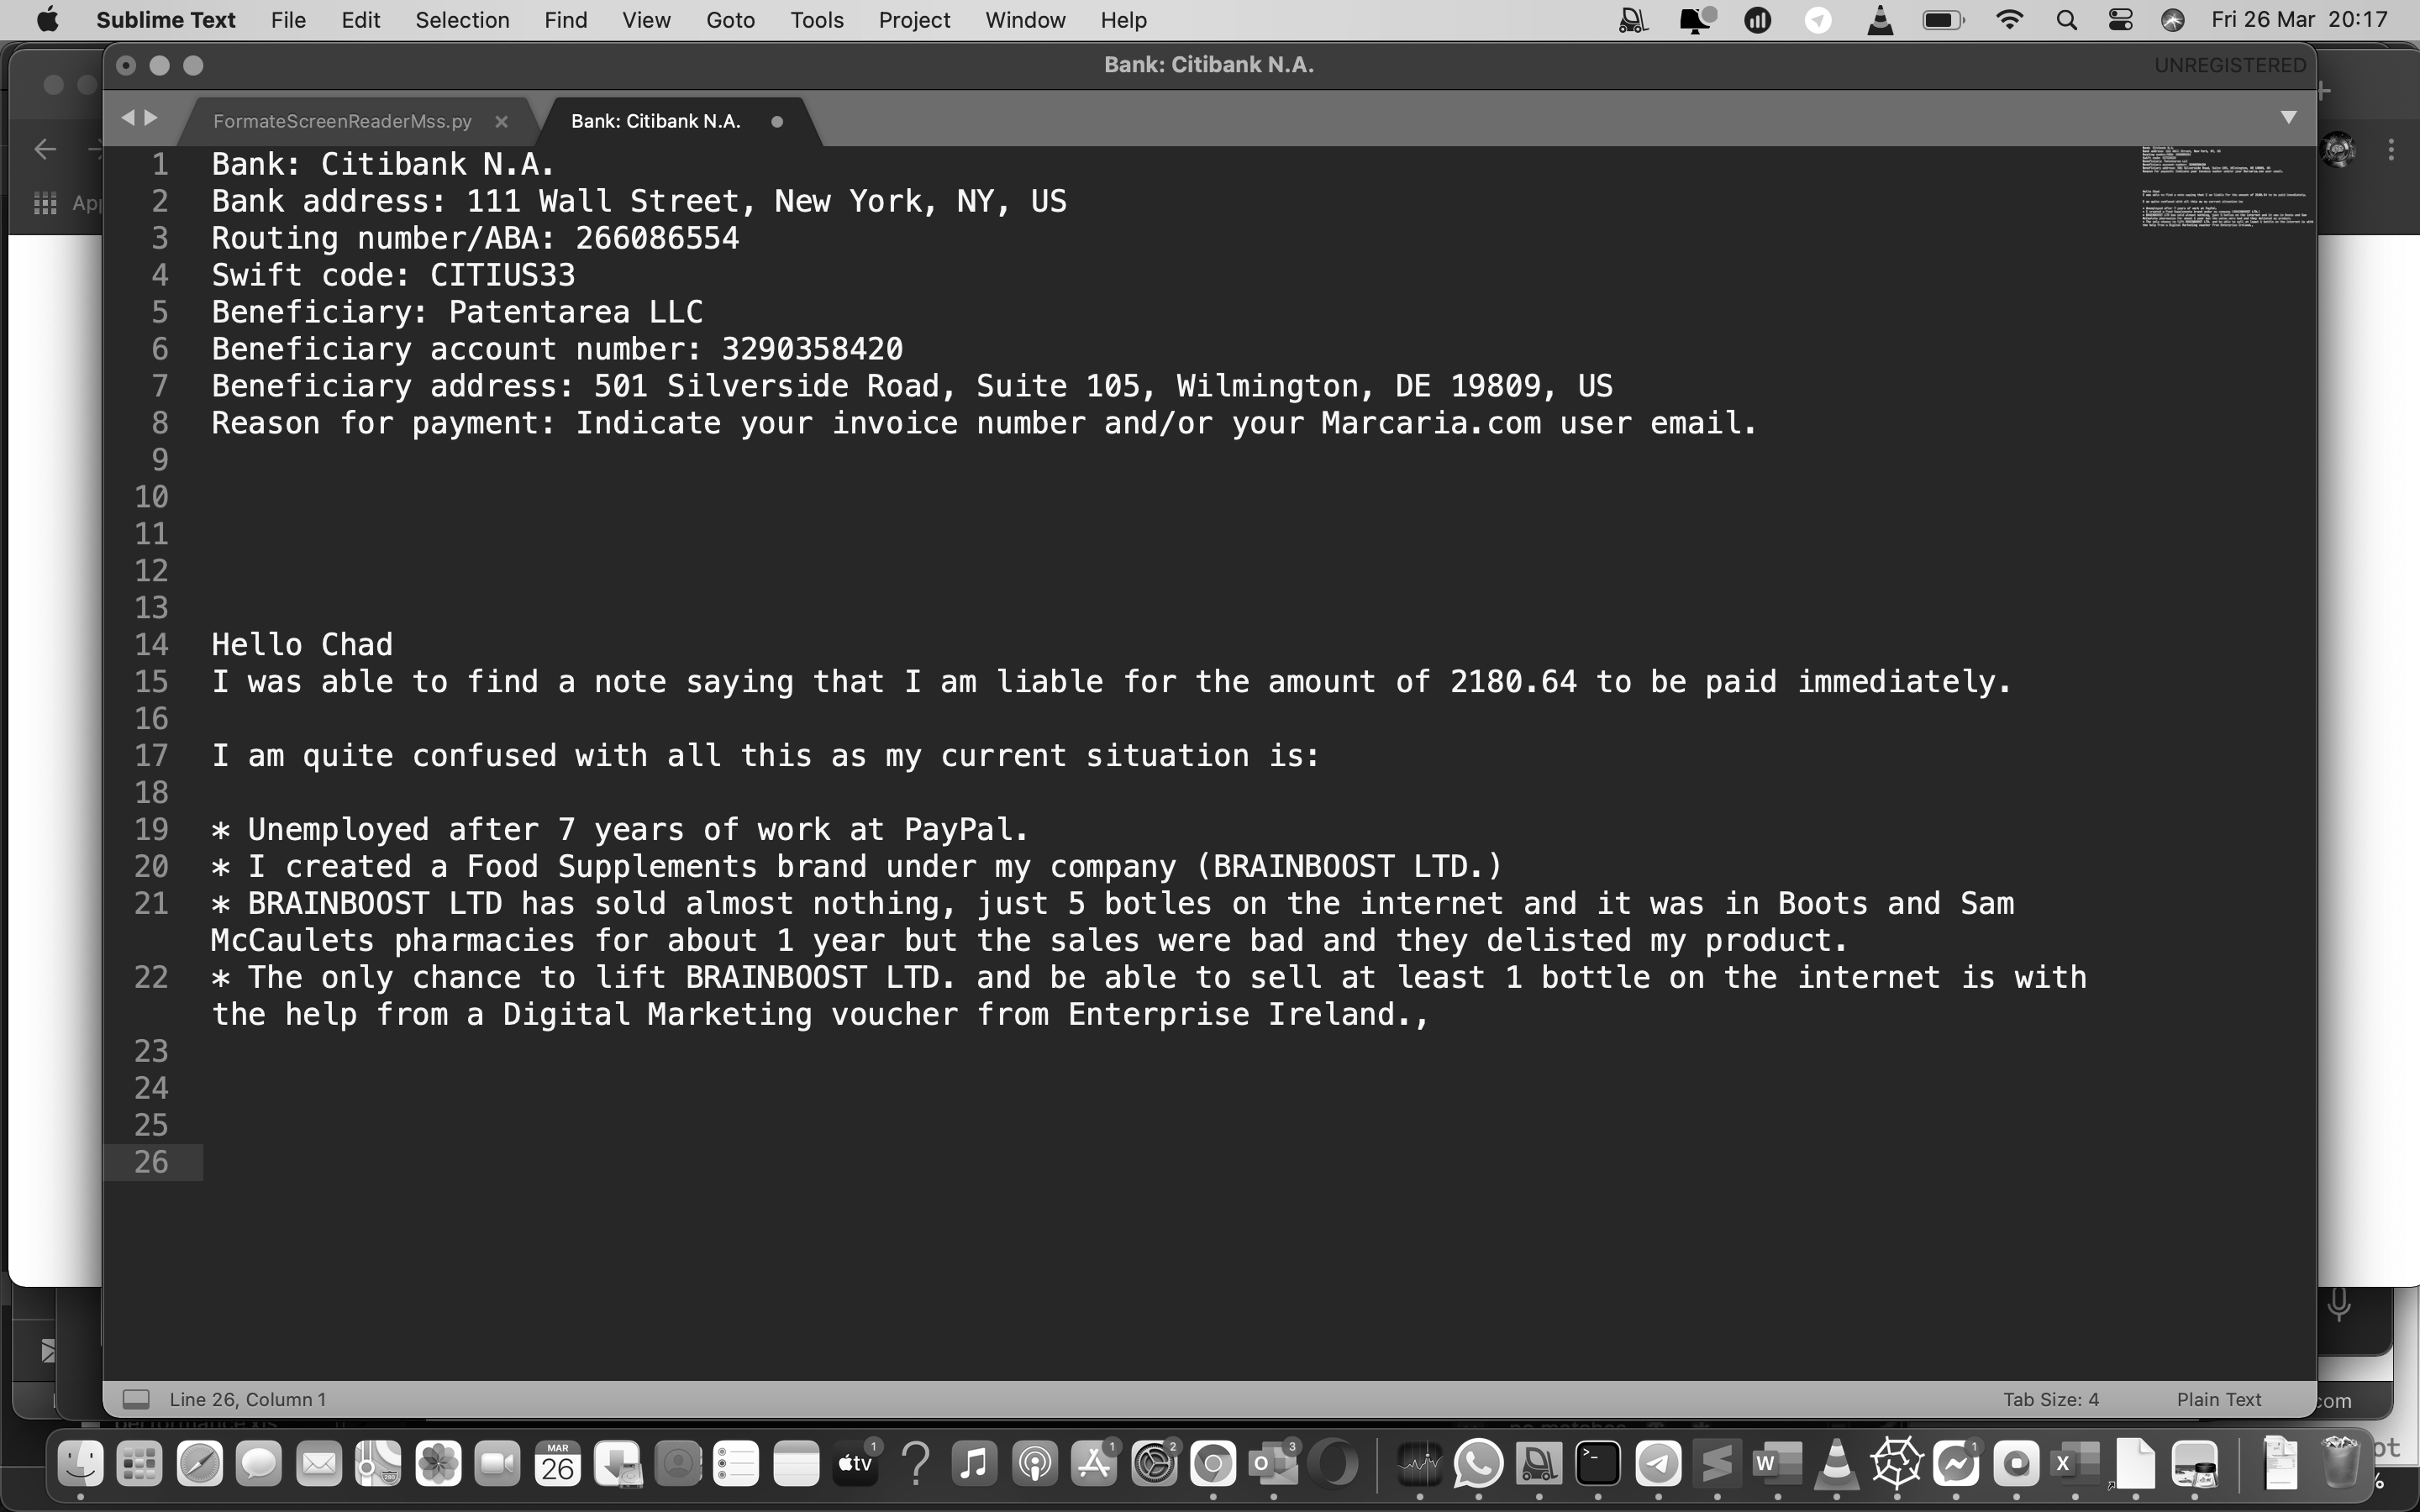 Sublime Text File Edit Selection Find View Goto Tools Project Window Help Fri 26 Mar 20:17
Bank: Citibank N.A. UNREGISTERED
FormateScreenReaderMss.py Bank: Citibank N.A.
1 Bank: Citibank N.A.
2 Bank address: 111 Wall Street, New York, NY, US
3 Routing number/ABA: 266086554
4 Swift code: CITIUS33
5 Beneficiary: Patentarea LLC
6 Beneficiary account number: 3290358420
7 Beneficiary address: 501 Silverside Road, Suite 105, Wilmington, DE 19809, US
8 Reason for payment: Indicate your invoice number and/or your Marcaria.com user email.
9
10
11
12
13
14 Hello Chad
15 I was able to find a note saying that I am liable for the amount of 2180.64 to be paid immediately.
16
17 I am quite confused with all this as my current situation is:
18
19 * Unemployed after 7 years of work at PayPal.
20 * I created a Food Supplements brand under my company (BRAINBOOST LTD.)
21 * BRAINBOOST LTD has sold almost nothing, just 5 botles on the internet and it was in Boots and Sam
McCaulets pharmacies for about 1 year but the sales were bad and they delisted my product.
22 * The only chance to lift BRAINBOOST LTD. and be able to sell at least 1 bottle on the internet is with
the help from a Digital Marketing voucher from Enterprise Ireland.,
23
24
25
26
Line 26, Column 1 Tab Size: 4 Plain Text
MAR
26
tv